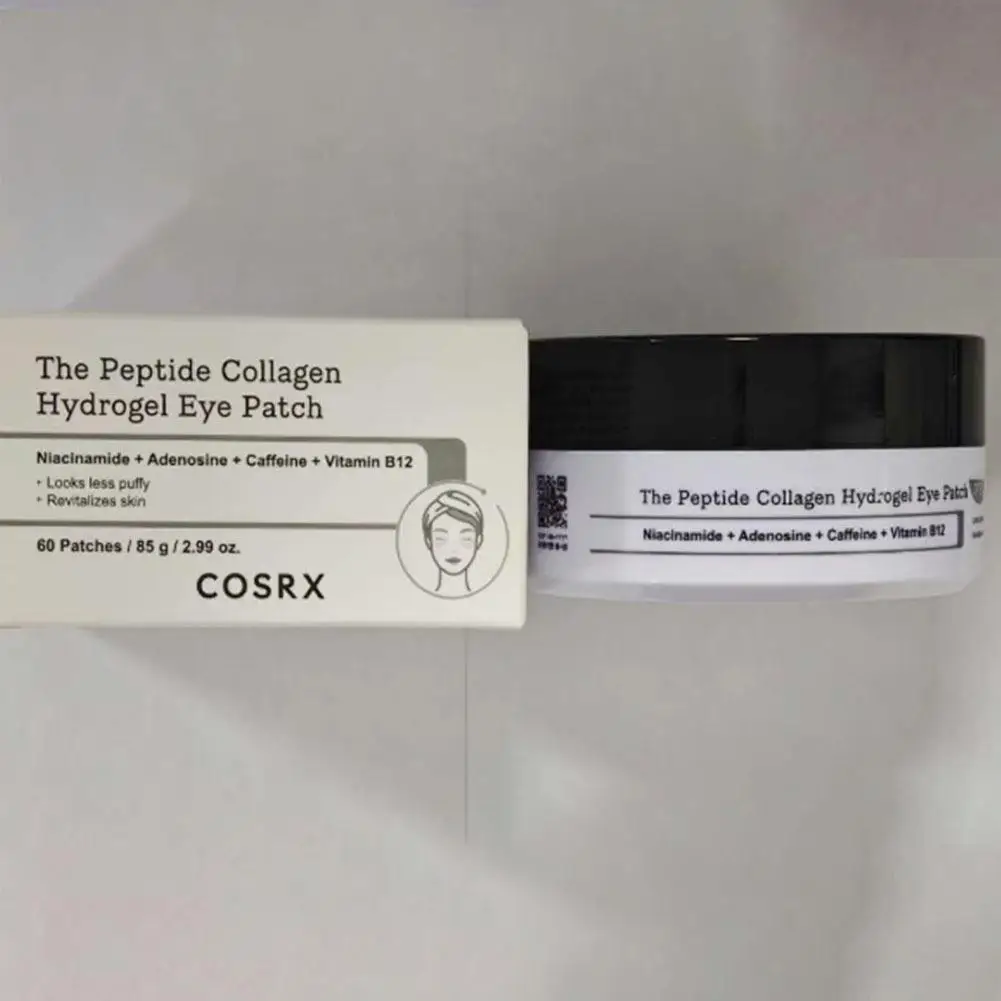 The Peptide Collagen
Hydrogel Eye Patch
Niacinamide + Adenosine + Caffeine + Vitamin B12
• Looks less puffy
• Revitalizes skin
60 Patches / 85 g / 2.99 oz.
COSRX
The Peptide Collagen Hydrogel Eye Patch
Niacinamide + Adenosine + Caffeine + Vitamin B12